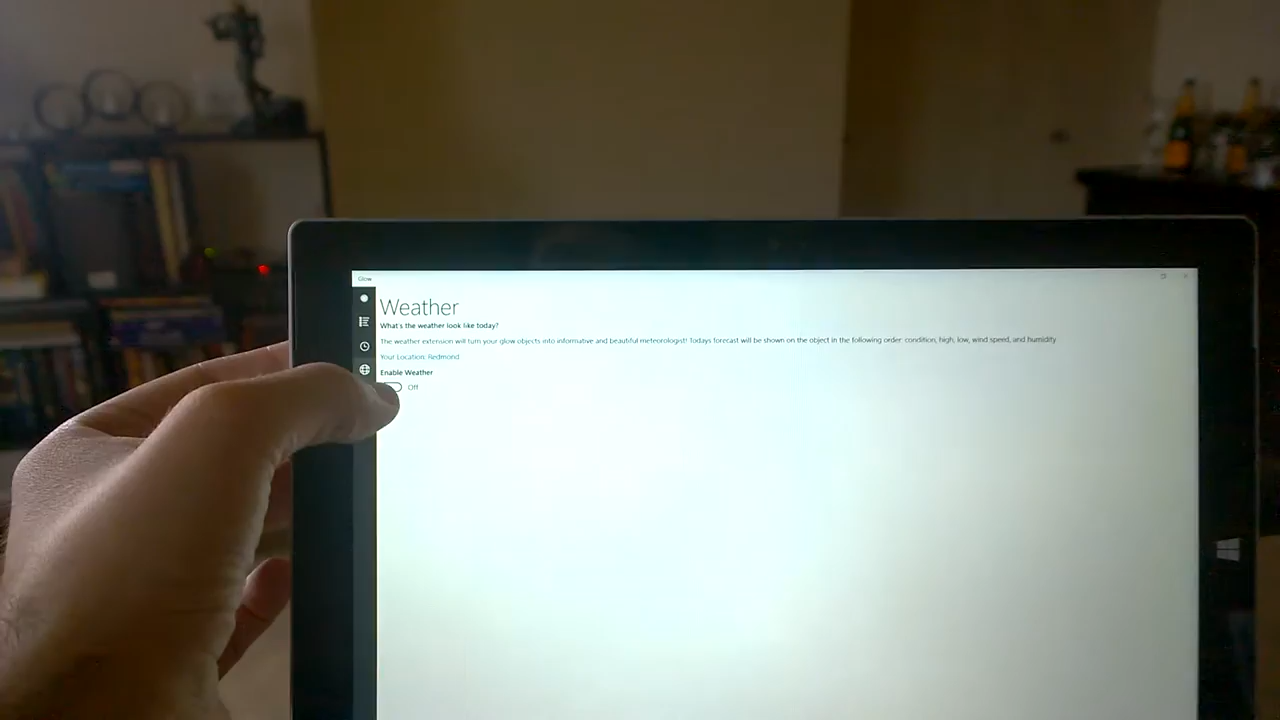 Glow
Weather
What's the weather look like today?
The weather extension will turn your glow objects into informative and beautiful meteorologist! Todays forecast will be shown on the object in the following order: condition, high, low, wind speed, and humidity
Your Location: Redmond
Enable Weather
Off